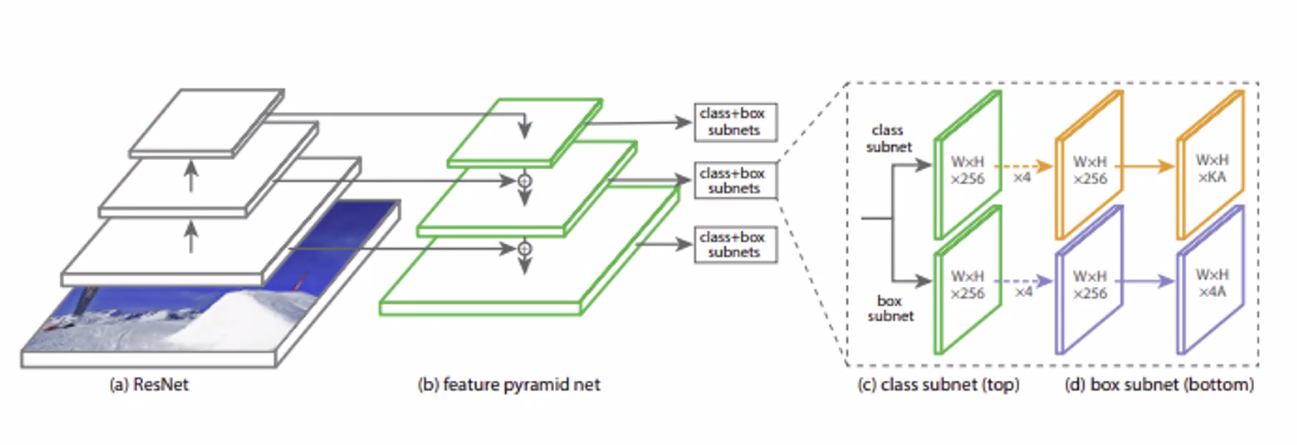 class+box
subnets
class+box
subnets
class+box
subnets
class
subnet
W×H
×256
×4
W×H
×256
W×H
×KA
box
subnet
W×H
×256
×4
W×H
×256
W×H
×4A
(a) ResNet
(b) feature pyramid net
(c) class subnet (top)
(d) box subnet (bottom)